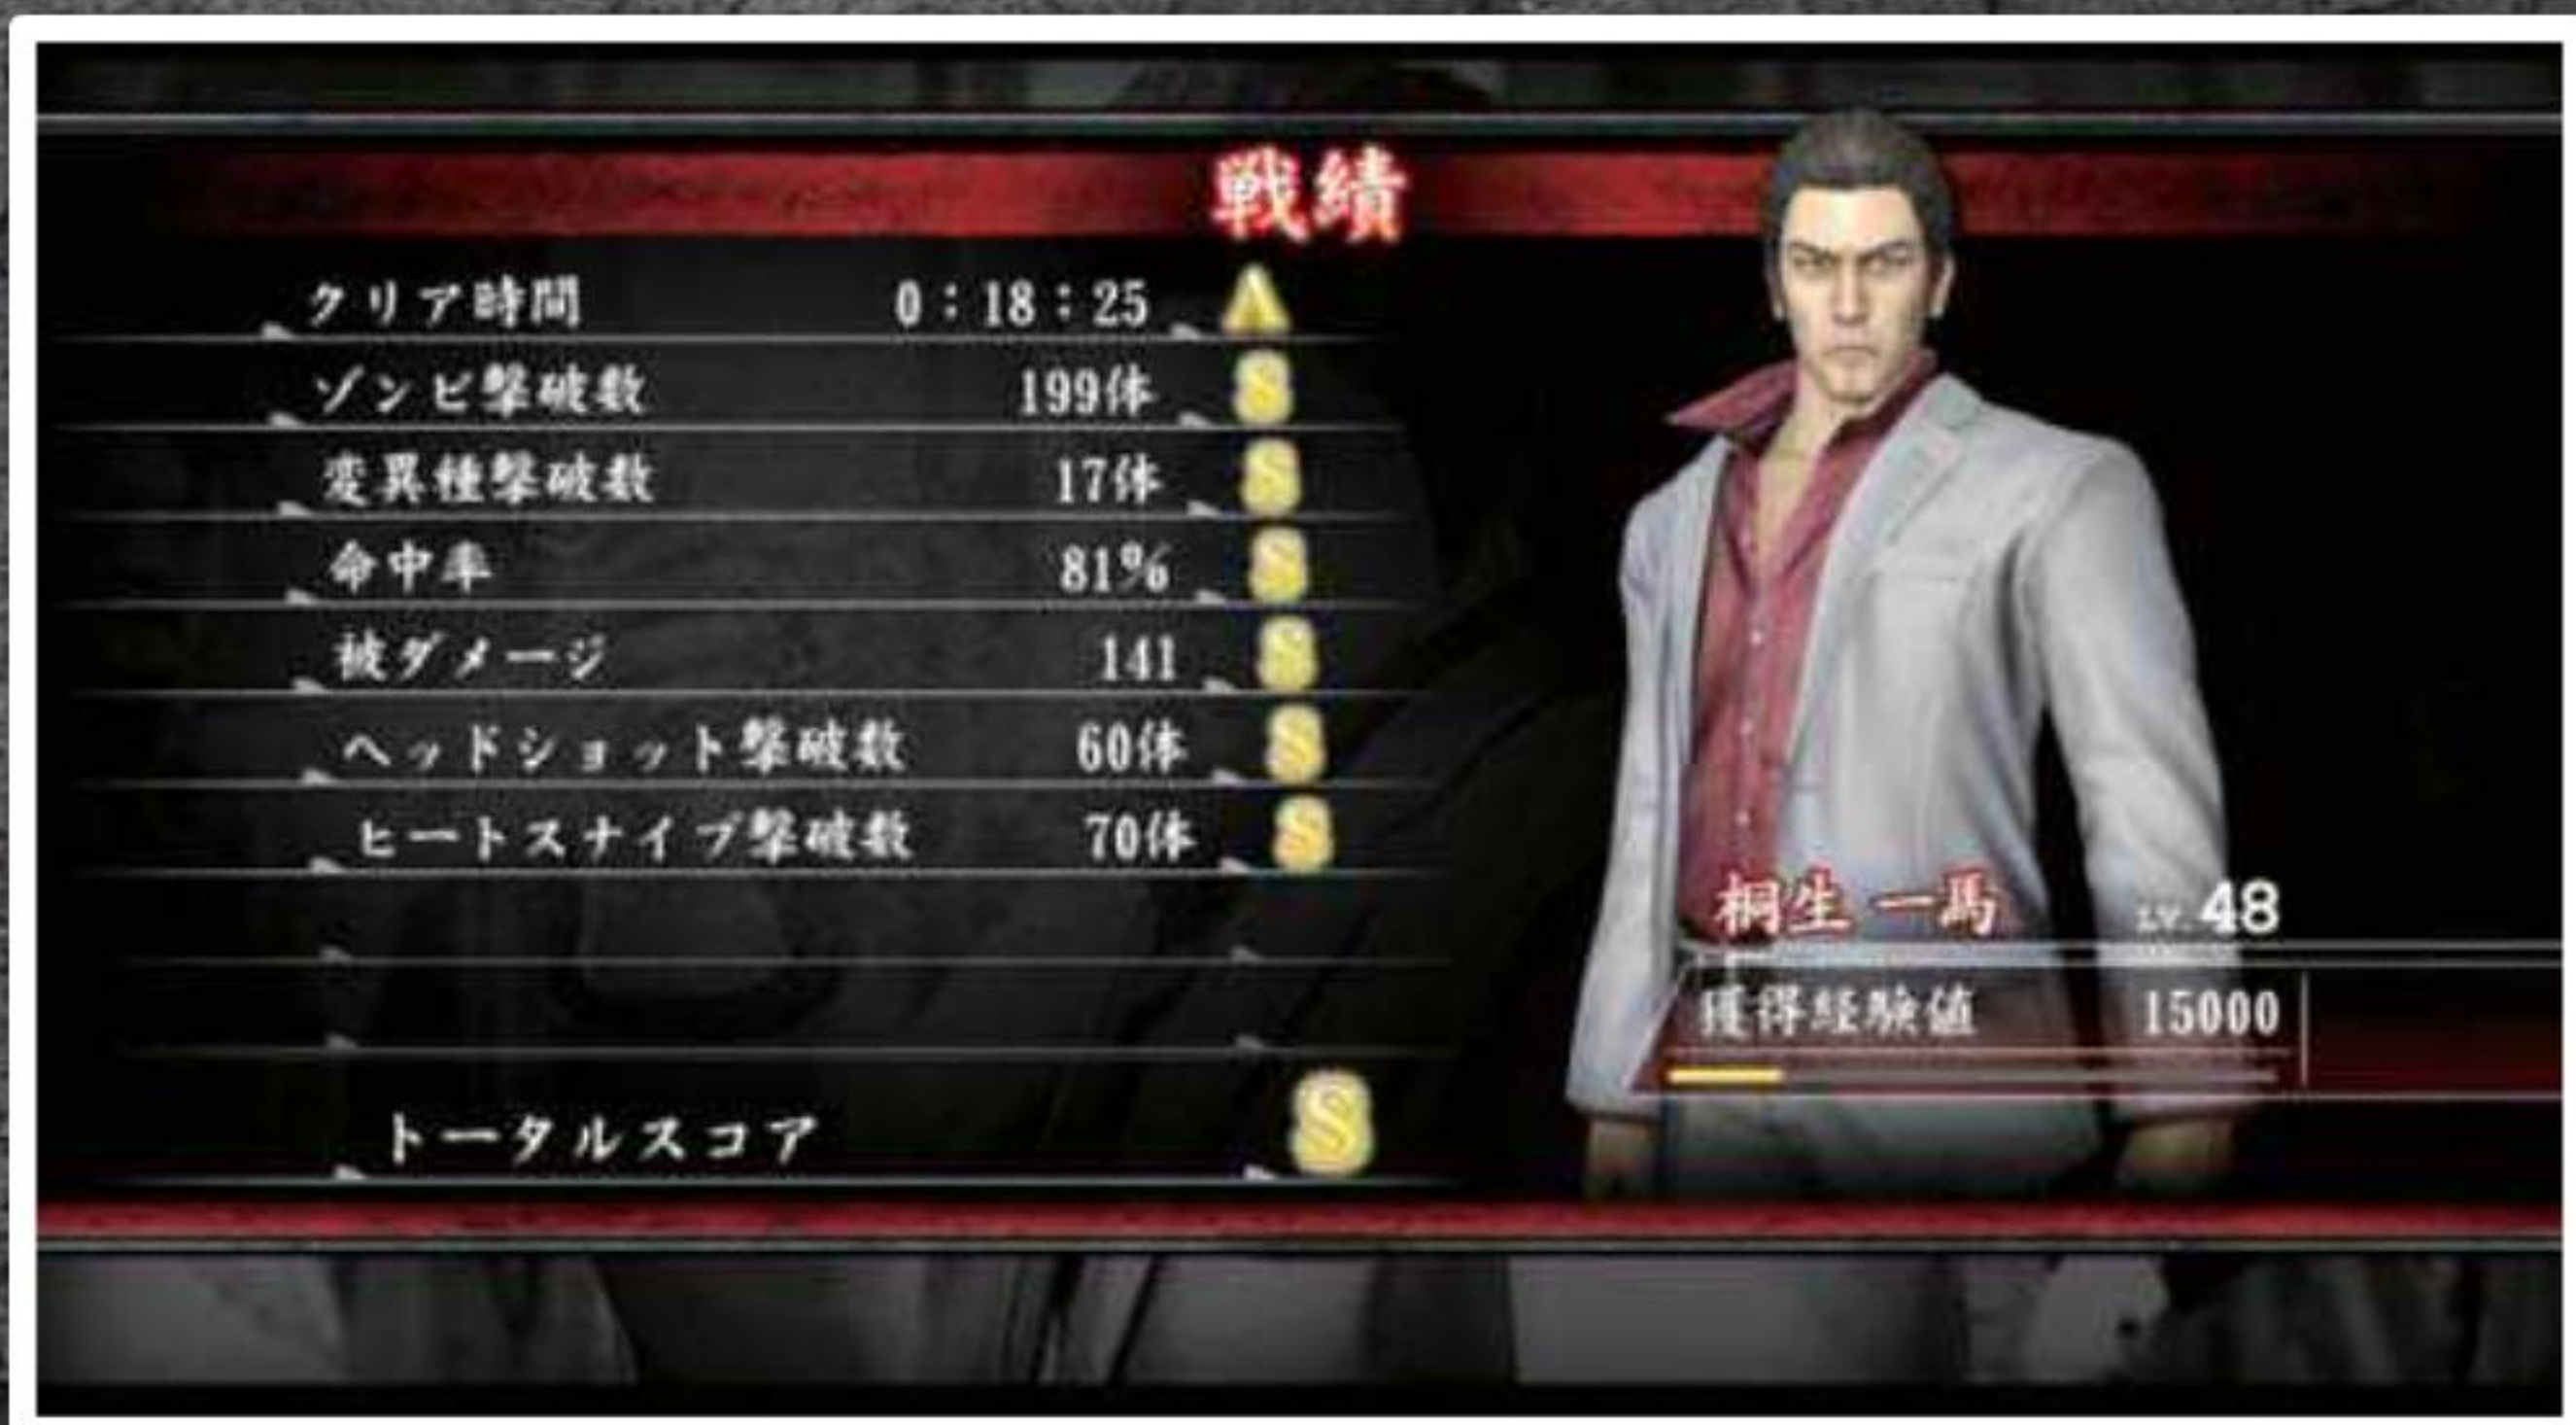 戦績
クリア時間 0:18:25 A
ゾンビ撃破数 199体 S
変異種撃破数 17体 S
命中率 81% S
被ダメージ 141 S
ヘッドショット撃破数 60体 S
ヒートスナイプ撃破数 70体 S
トータルスコア S
桐生 一馬 LV. 48
獲得経験値 15000